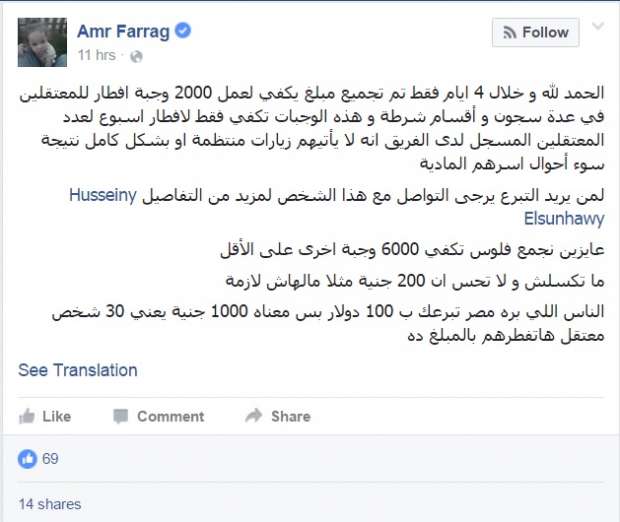 Amr Farrag
11 hrs ·
Follow
الحمد لله و خلال 4 ايام فقط تم تجميع مبلغ يكفي لعمل 2000 وجبة افطار للمعتقلين
في عدة سجون و أقسام شرطة و هذه الوجبات تكفي فقط لافطار اسبوع لعدد
المعتقلين المسجل لدى الفريق انه لا يأتيهم زيارات منتظمة او بشكل كامل نتيجة
سوء أحوال اسرهم المادية
لمن يريد التبرع يرجى التواصل مع هذا الشخص لمزيد من التفاصيل Husseiny
Elsunhawy
عايزين نجمع فلوس تكفي 6000 وجبة اخرى على الأقل
ما تكسلش و لا تحس ان 200 جنية مثلا مالهاش لازمة
الناس اللي بره مصر تبرعك ب 100 دولار بس معناه 1000 جنية يعني 30 شخص
معتقل هاتفطرهم بالمبلغ ده
See Translation
Like Comment Share
69
14 shares